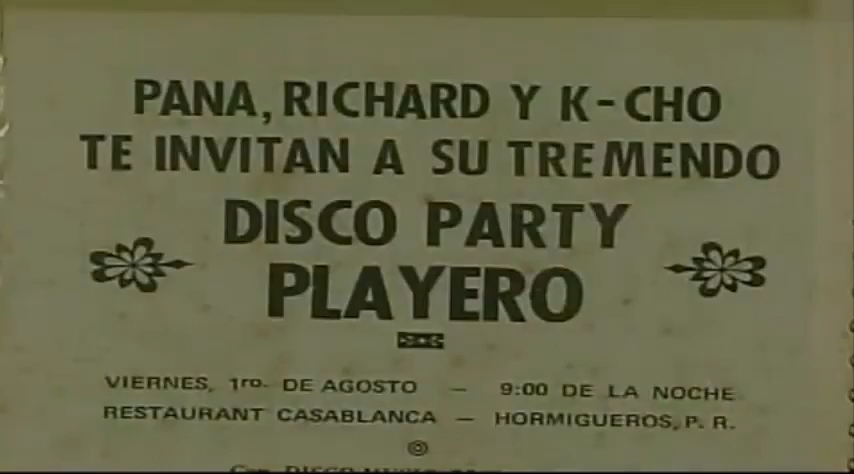 PANA, RICHARD Y K-CHO
TE INVITAN A SU TREMENDO
DISCO PARTY
PLAYERO
VIERNES, 1ro. DE AGOSTO — 9:00 DE LA NOCHE
RESTAURANT CASABLANCA — HORMIGUEROS, P. R.